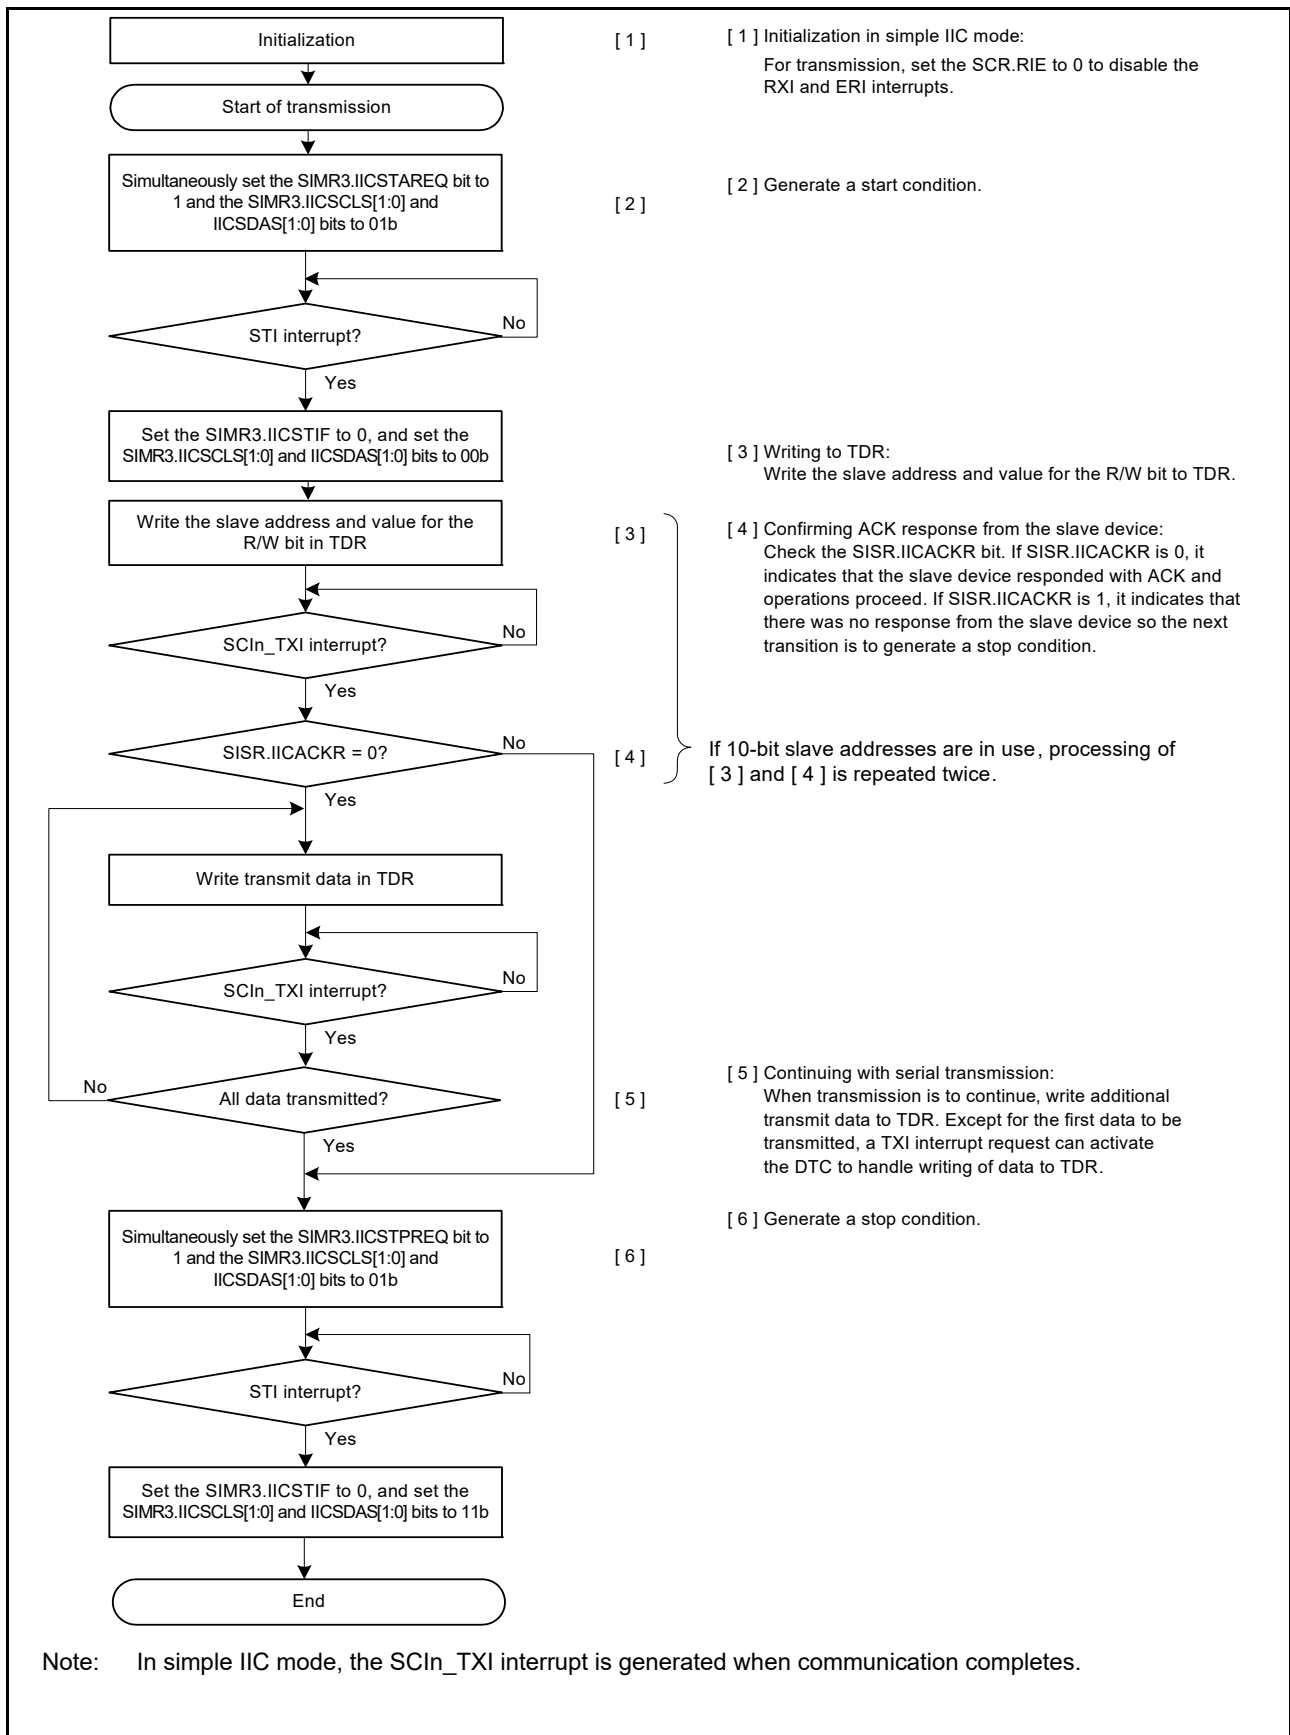 Initialization
[ 1 ]
[ 1 ] Initialization in simple IIC mode:
For transmission, set the SCR.RIE to 0 to disable the
RXI and ERI interrupts.
Start of transmission
Simultaneously set the SIMR3.IICSTAREQ bit to
1 and the SIMR3.IICSCLS[1:0] and
IICSDAS[1:0] bits to 01b
[ 2 ]
[ 2 ] Generate a start condition.
STI interrupt?
No
Yes
Set the SIMR3.IICSTIF to 0, and set the
SIMR3.IICSCLS[1:0] and IICSDAS[1:0] bits to 00b
[ 3 ] Writing to TDR:
Write the slave address and value for the R/W bit to TDR.
Write the slave address and value for the
R/W bit in TDR
[ 3 ]
[ 4 ] Confirming ACK response from the slave device:
Check the SISR.IICACKR bit. If SISR.IICACKR is 0, it
indicates that the slave device responded with ACK and
operations proceed. If SISR.IICACKR is 1, it indicates that
there was no response from the slave device so the next
transition is to generate a stop condition.
SCIn_TXI interrupt?
No
Yes
SISR.IICACKR = 0?
No
[ 4 ]
Yes
If 10-bit slave addresses are in use, processing of
[ 3 ] and [ 4 ] is repeated twice.
Write transmit data in TDR
SCIn_TXI interrupt?
No
Yes
All data transmitted?
No
[ 5 ]
Yes
[ 5 ] Continuing with serial transmission:
When transmission is to continue, write additional
transmit data to TDR. Except for the first data to be
transmitted, a TXI interrupt request can activate
the DTC to handle writing of data to TDR.
Simultaneously set the SIMR3.IICSTPREQ bit to
1 and the SIMR3.IICSCLS[1:0] and
IICSDAS[1:0] bits to 01b
[ 6 ]
[ 6 ] Generate a stop condition.
STI interrupt?
No
Yes
Set the SIMR3.IICSTIF to 0, and set the
SIMR3.IICSCLS[1:0] and IICSDAS[1:0] bits to 11b
End
Note: In simple IIC mode, the SCIn_TXI interrupt is generated when communication completes.